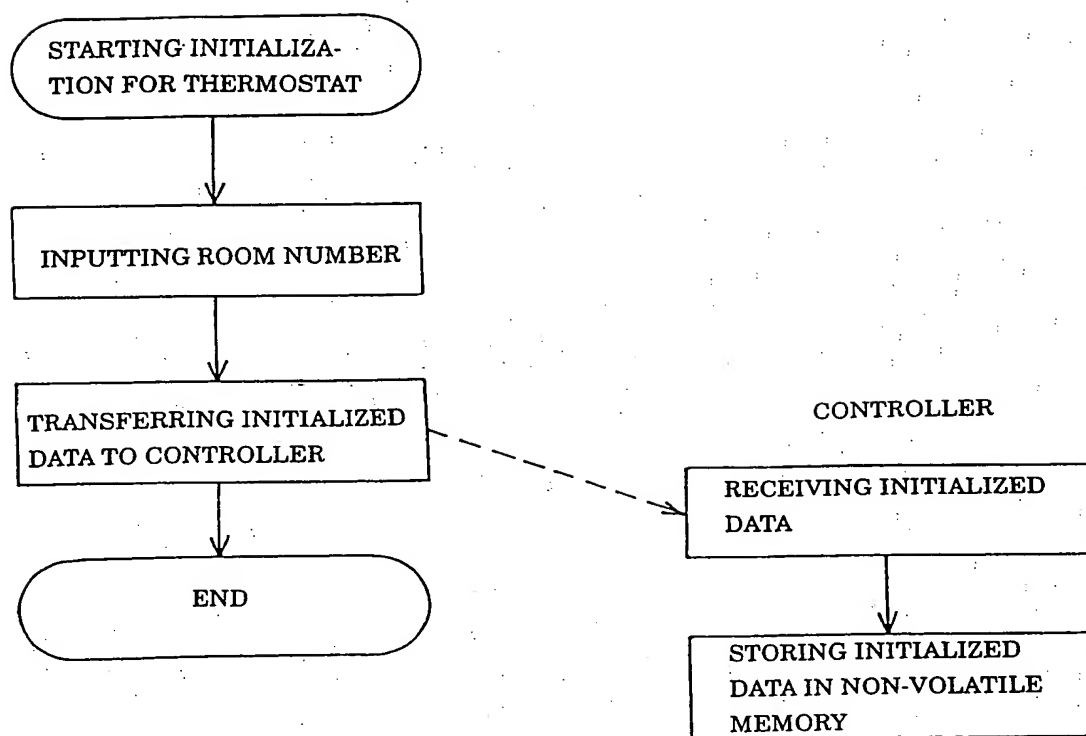 STARTING INITIALIZA-
TION FOR THERMOSTAT
INPUTTING ROOM NUMBER
TRANSFERRING INITIALIZED
DATA TO CONTROLLER
END
CONTROLLER
RECEIVING INITIALIZED
DATA
STORING INITIALIZED
DATA IN NON-VOLATILE
MEMORY